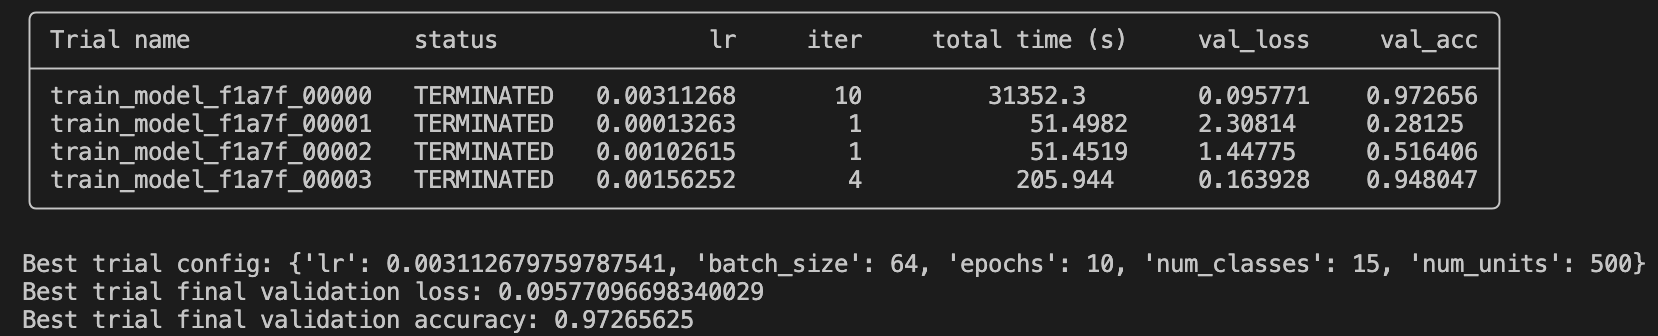 Trial name status lr iter total time (s) val_loss val_acc
train_model_f1a7f_00000 TERMINATED 0.00311268 10 31352.3 0.095771 0.972656
train_model_f1a7f_00001 TERMINATED 0.00013263 1 51.4982 2.30814 0.28125
train_model_f1a7f_00002 TERMINATED 0.00102615 1 51.4519 1.44775 0.516406
train_model_f1a7f_00003 TERMINATED 0.00156252 4 205.944 0.163928 0.948047
Best trial config: {'lr': 0.003112679759787541, 'batch_size': 64, 'epochs': 10, 'num_classes': 15, 'num_units': 500}
Best trial final validation loss: 0.09577096698340029
Best trial final validation accuracy: 0.97265625